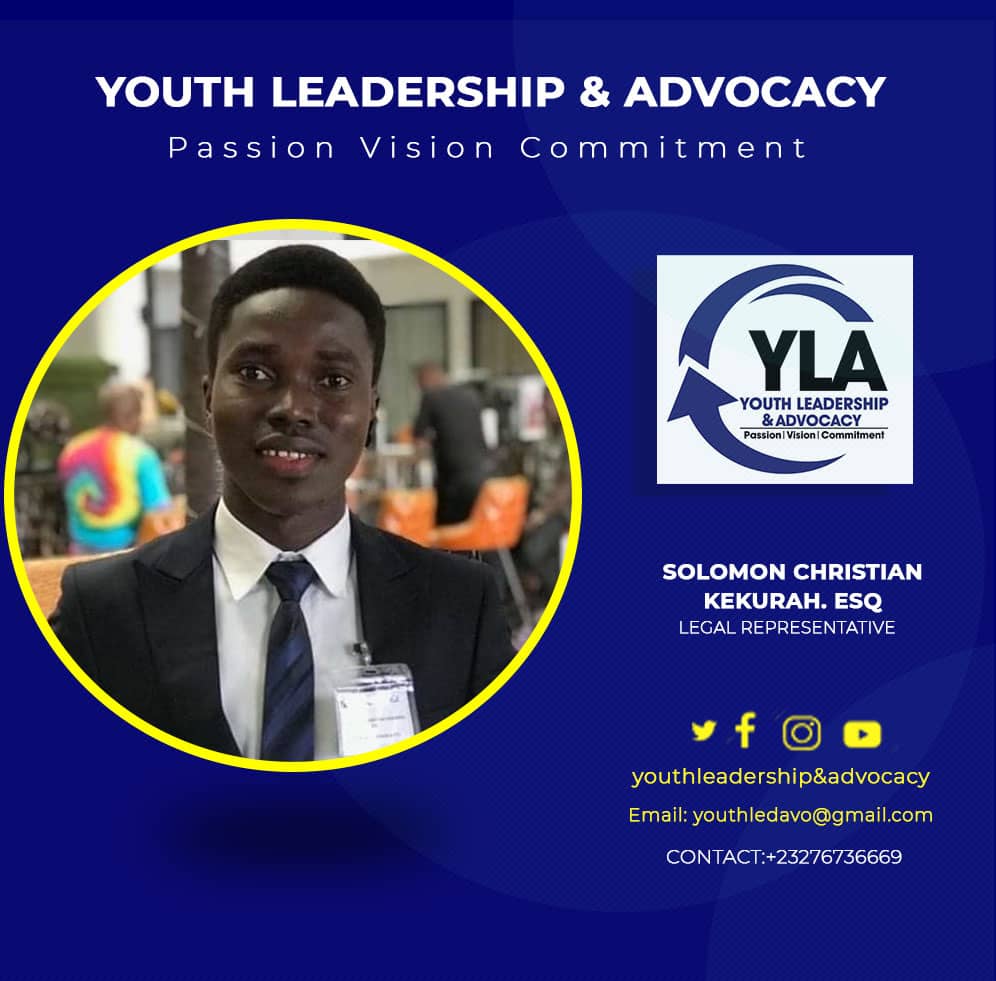 YOUTH LEADERSHIP & ADVOCACY
Passion Vision Commitment
YLA
YOUTH LEADERSHIP
& ADVOCACY
Passion|Vision|Commitment
SOLOMON CHRISTIAN
KEKURAH. ESQ
LEGAL REPRESENTATIVE
youthleadership&advocacy
Email: youthledavo@gmail.com
CONTACT:+23276736669